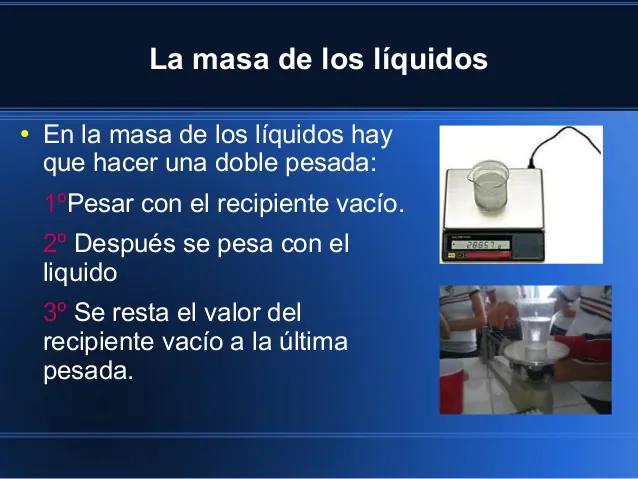 La masa de los líquidos
● En la masa de los líquidos hay
que hacer una doble pesada:
1ºPesar con el recipiente vacío.
2º Después se pesa con el
liquido
3º Se resta el valor del
recipiente vacío a la última
pesada.